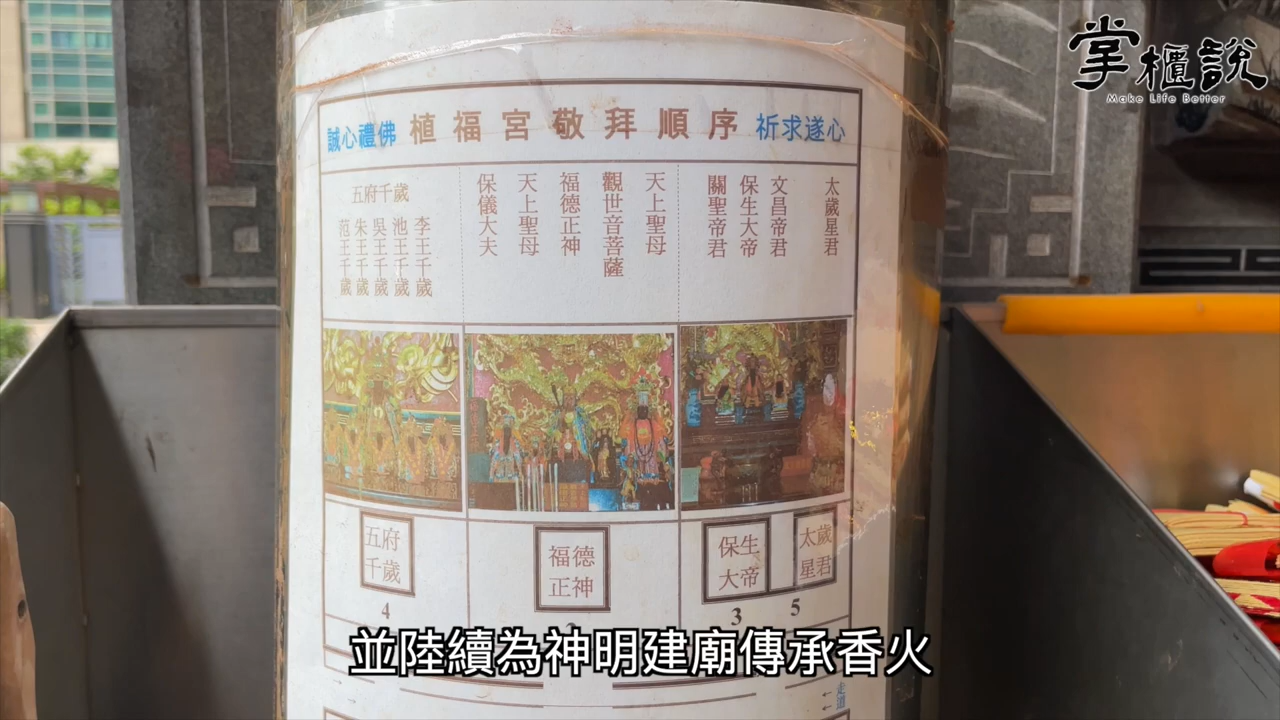 掌櫃說
Make Life Better
誠心禮佛 植福宮敬拜順序 祈求遂心
五府千歲
李王千歲
池王千歲
吳王千歲
朱王千歲
范王千歲
天上聖母
觀世音菩薩
福德正神
天上聖母
保儀大夫
太歲星君
文昌帝君
保生大帝
關聖帝君
五府
千歲
福德
正神
保生
大帝
太歲
星君
4
3
5
並陸續為神明建廟傳承香火